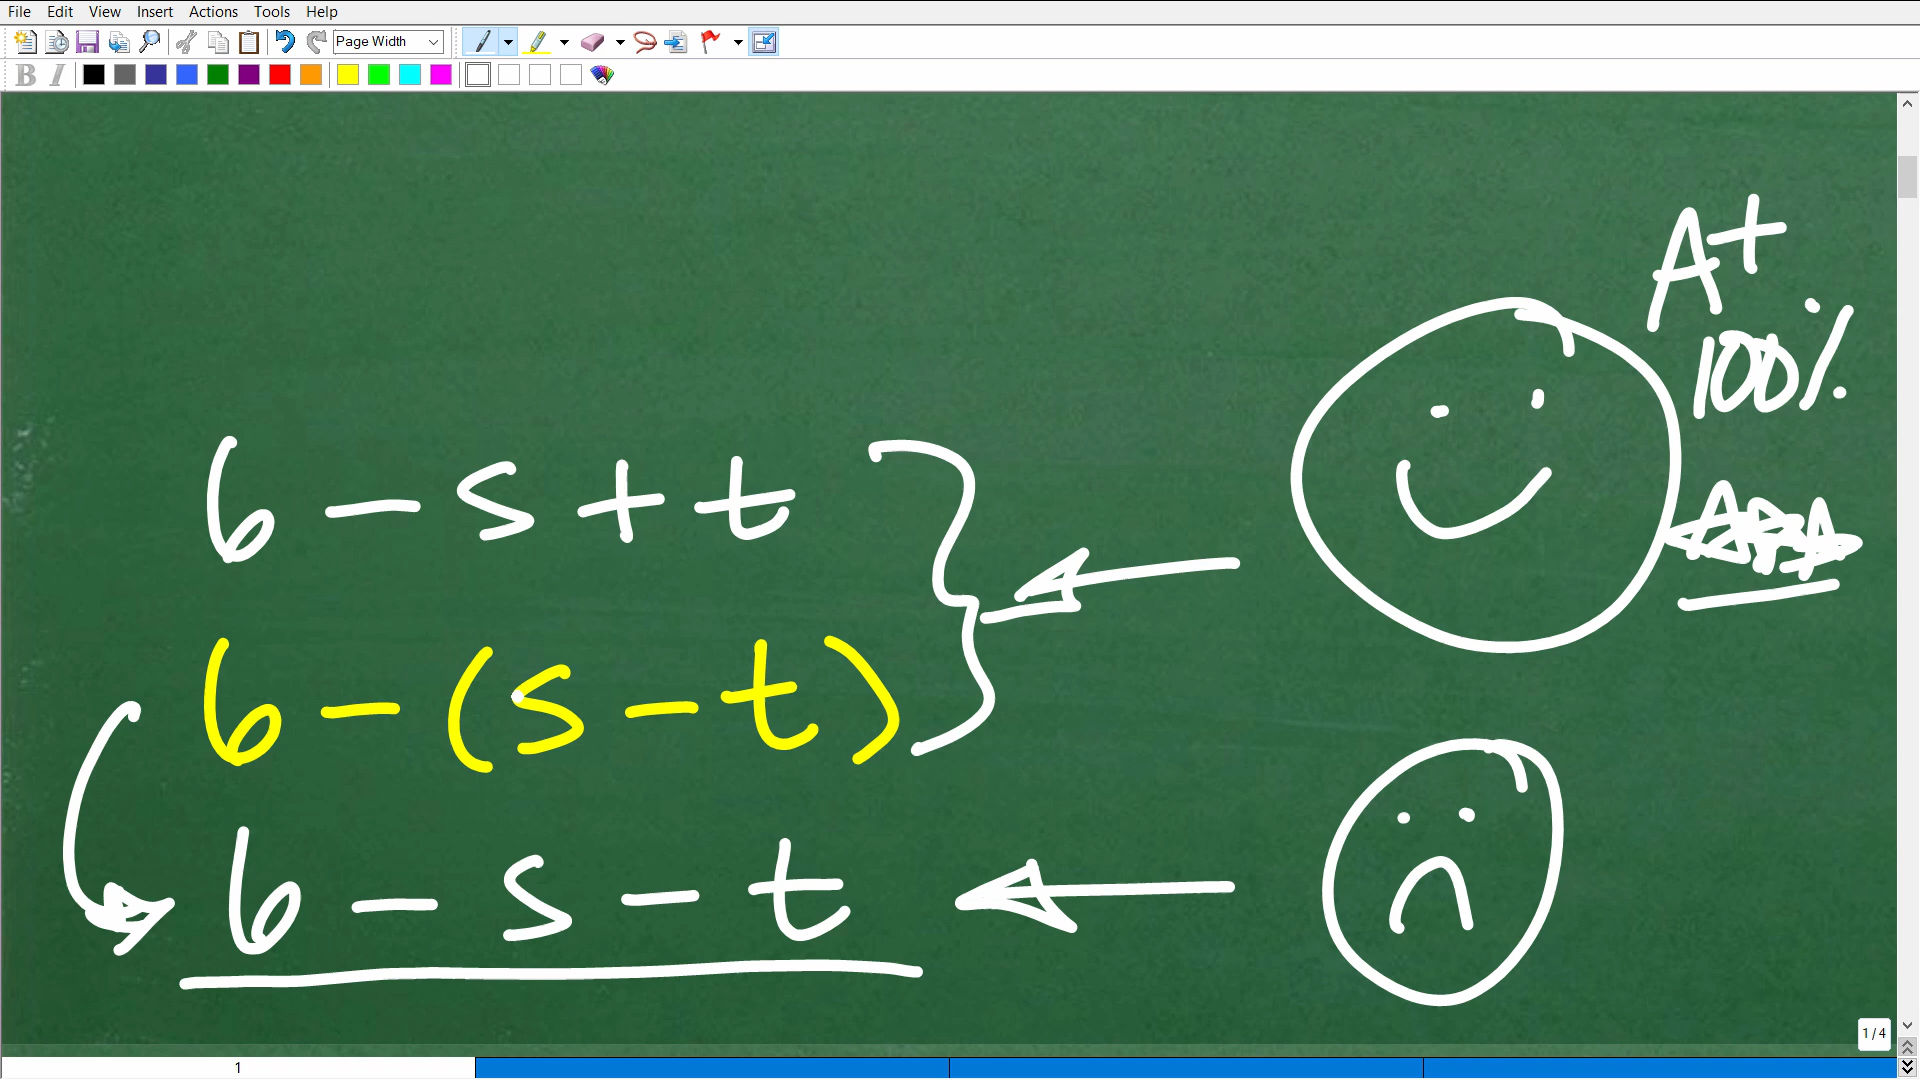 File Edit View Insert Actions Tools Help
Page Width
B I
A+
100%
6 - s + t
6 - (s - t)
6 - s - t
1 / 4
1